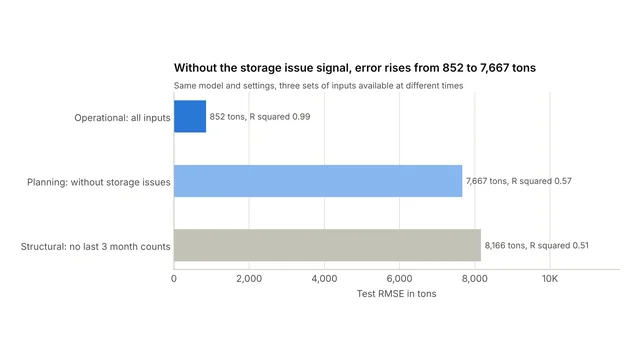 Without the storage issue signal, error rises from 852 to 7,667 tons
Same model and settings, three sets of inputs available at different times
Operational: all inputs
852 tons, R squared 0.99
Planning: without storage issues
7,667 tons, R squared 0.57
Structural: no last 3 month counts
8,166 tons, R squared 0.51
0 2,000 4,000 6,000 8,000 10K
Test RMSE in tons